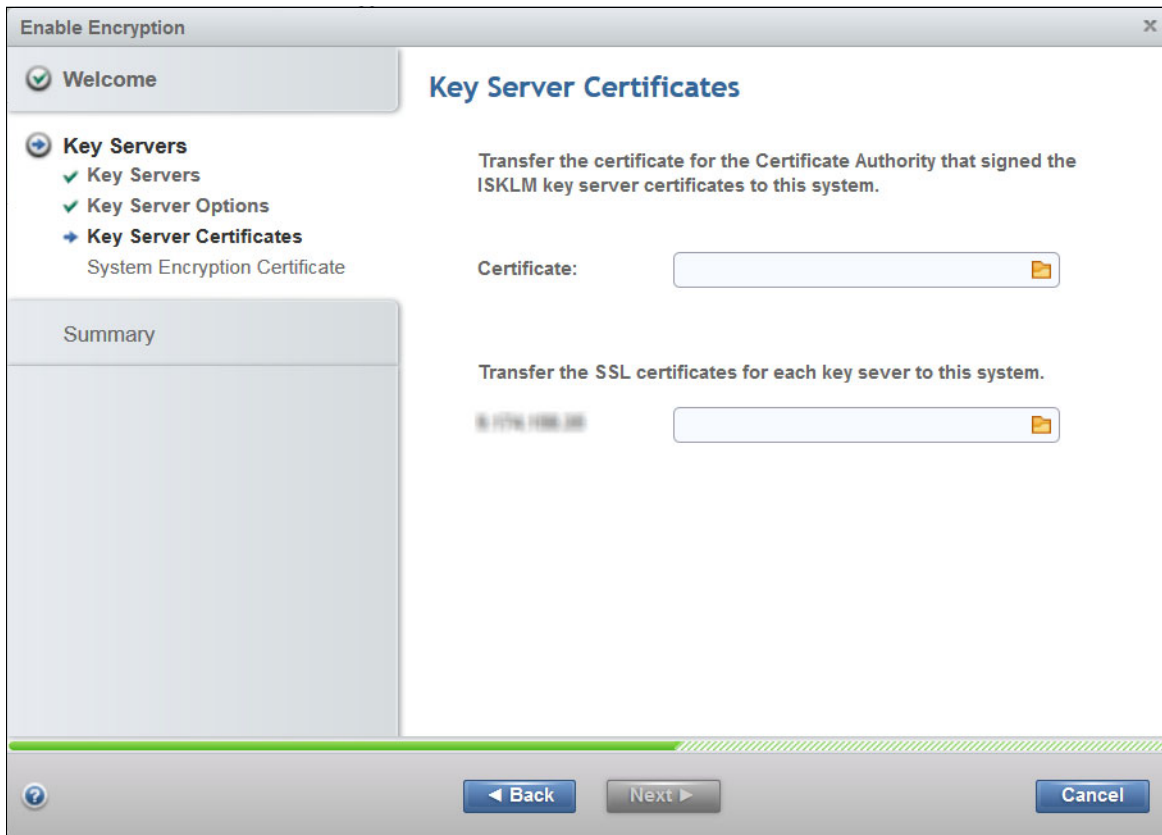 Enable Encryption
x
Welcome
Key Servers
Key Servers
Key Server Options
Key Server Certificates
System Encryption Certificate
Summary
Key Server Certificates
Transfer the certificate for the Certificate Authority that signed the
ISKLM key server certificates to this system.
Certificate:
Transfer the SSL certificates for each key sever to this system.
?
Back
Next
Cancel